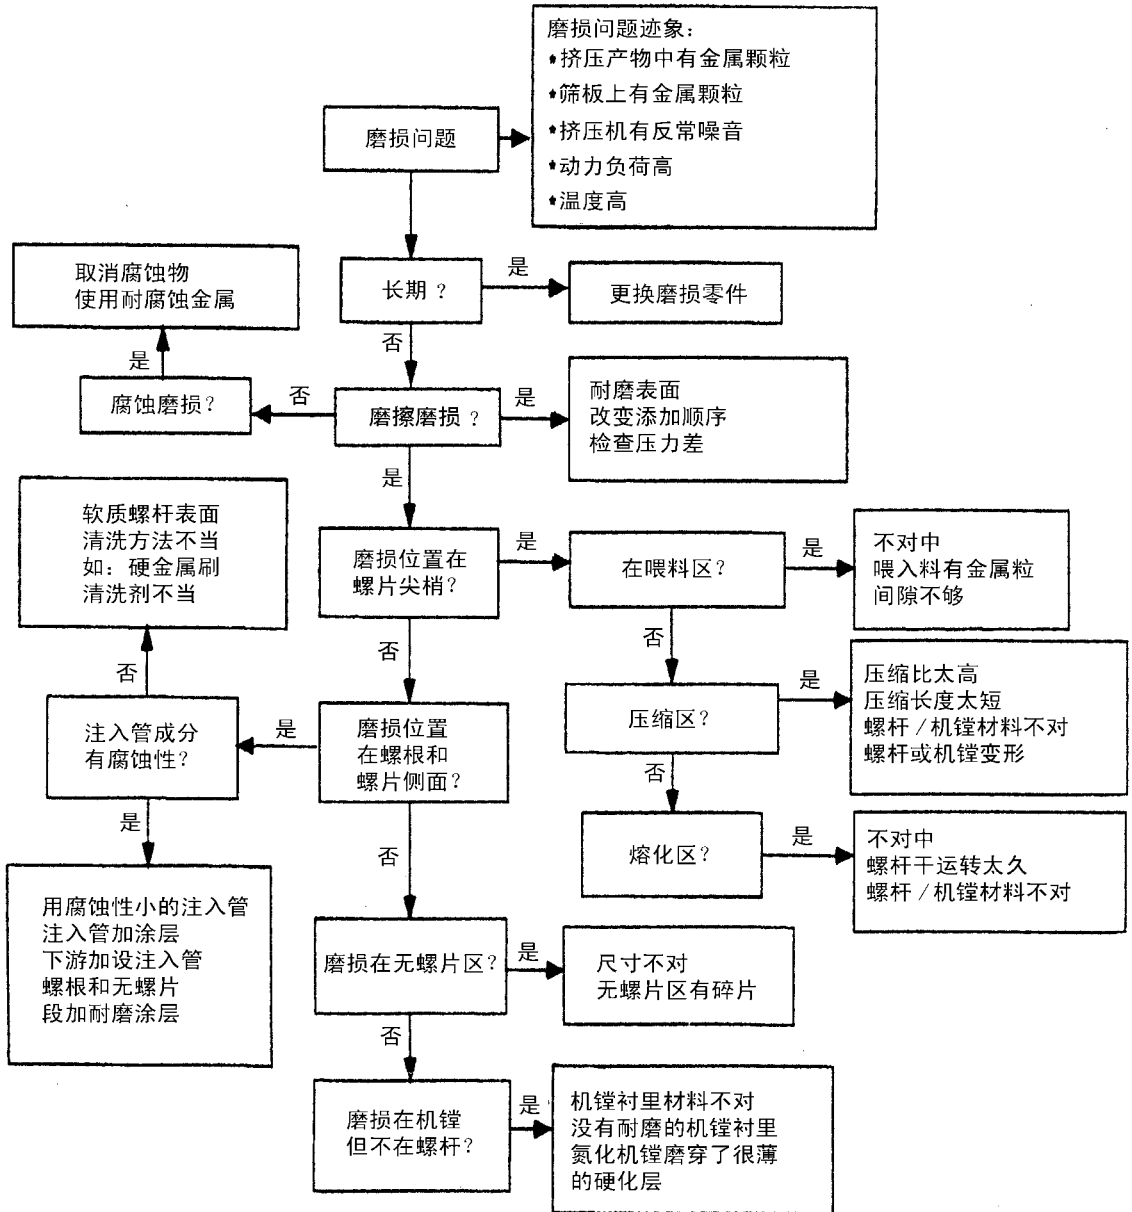 磨损问题迹象：
*挤压产物中有金属颗粒
*筛板上有金属颗粒
*挤压机有反常噪音
*动力负荷高
*温度高
磨损问题
取消腐蚀物
使用耐腐蚀金属
长期？
是
更换磨损零件
是
否
腐蚀磨损？
否
磨擦磨损？
是
耐磨表面
改变添加顺序
检查压力差
是
软质螺杆表面
清洗方法不当
如：硬金属刷
清洗剂不当
磨损位置在
螺片尖梢？
是
在喂料区？
是
不对中
喂入料有金属粒
间隙不够
否
否
否
注入管成分
有腐蚀性？
是
磨损位置
在螺根和
螺片侧面？
压缩区？
是
压缩比太高
压缩长度太短
螺杆/机镗材料不对
螺杆或机镗变形
否
是
否
熔化区？
是
不对中
螺杆干运转太久
螺杆/机镗材料不对
用腐蚀性小的注入管
注入管加涂层
下游加设注入管
螺根和无螺片
段加耐磨涂层
磨损在无螺片区？
是
尺寸不对
无螺片区有碎片
否
磨损在机镗
但不在螺杆？
是
机镗衬里材料不对
没有耐磨的机镗衬里
氮化机镗磨穿了很薄
的硬化层